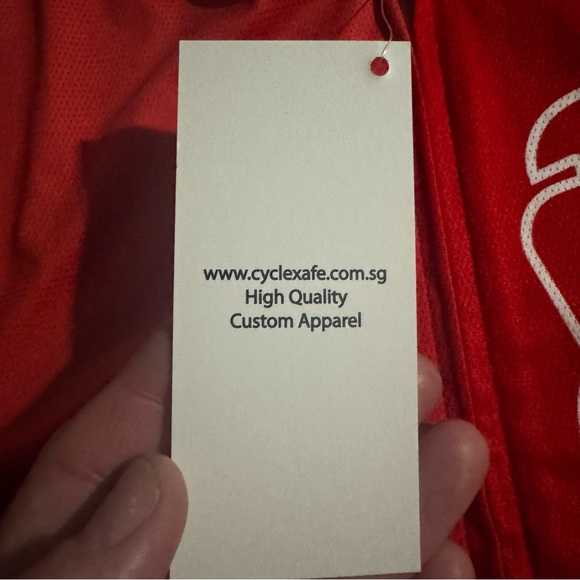 www.cyclexafe.com.sg
High Quality
Custom Apparel